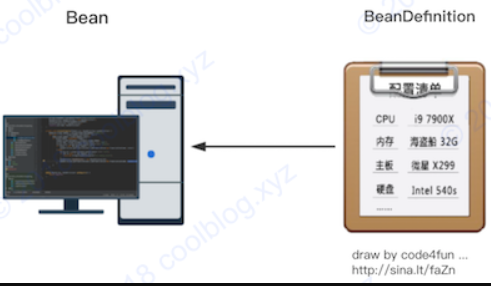 Bean
BeanDefinition
配置清单
CPU i9 7900X
内存 海盗船 32G
主板 微星 X299
硬盘 Intel 540s
......
draw by code4fun ...
http://sina.lt/faZn
coolblog.xyz
18 coolblog.xyz